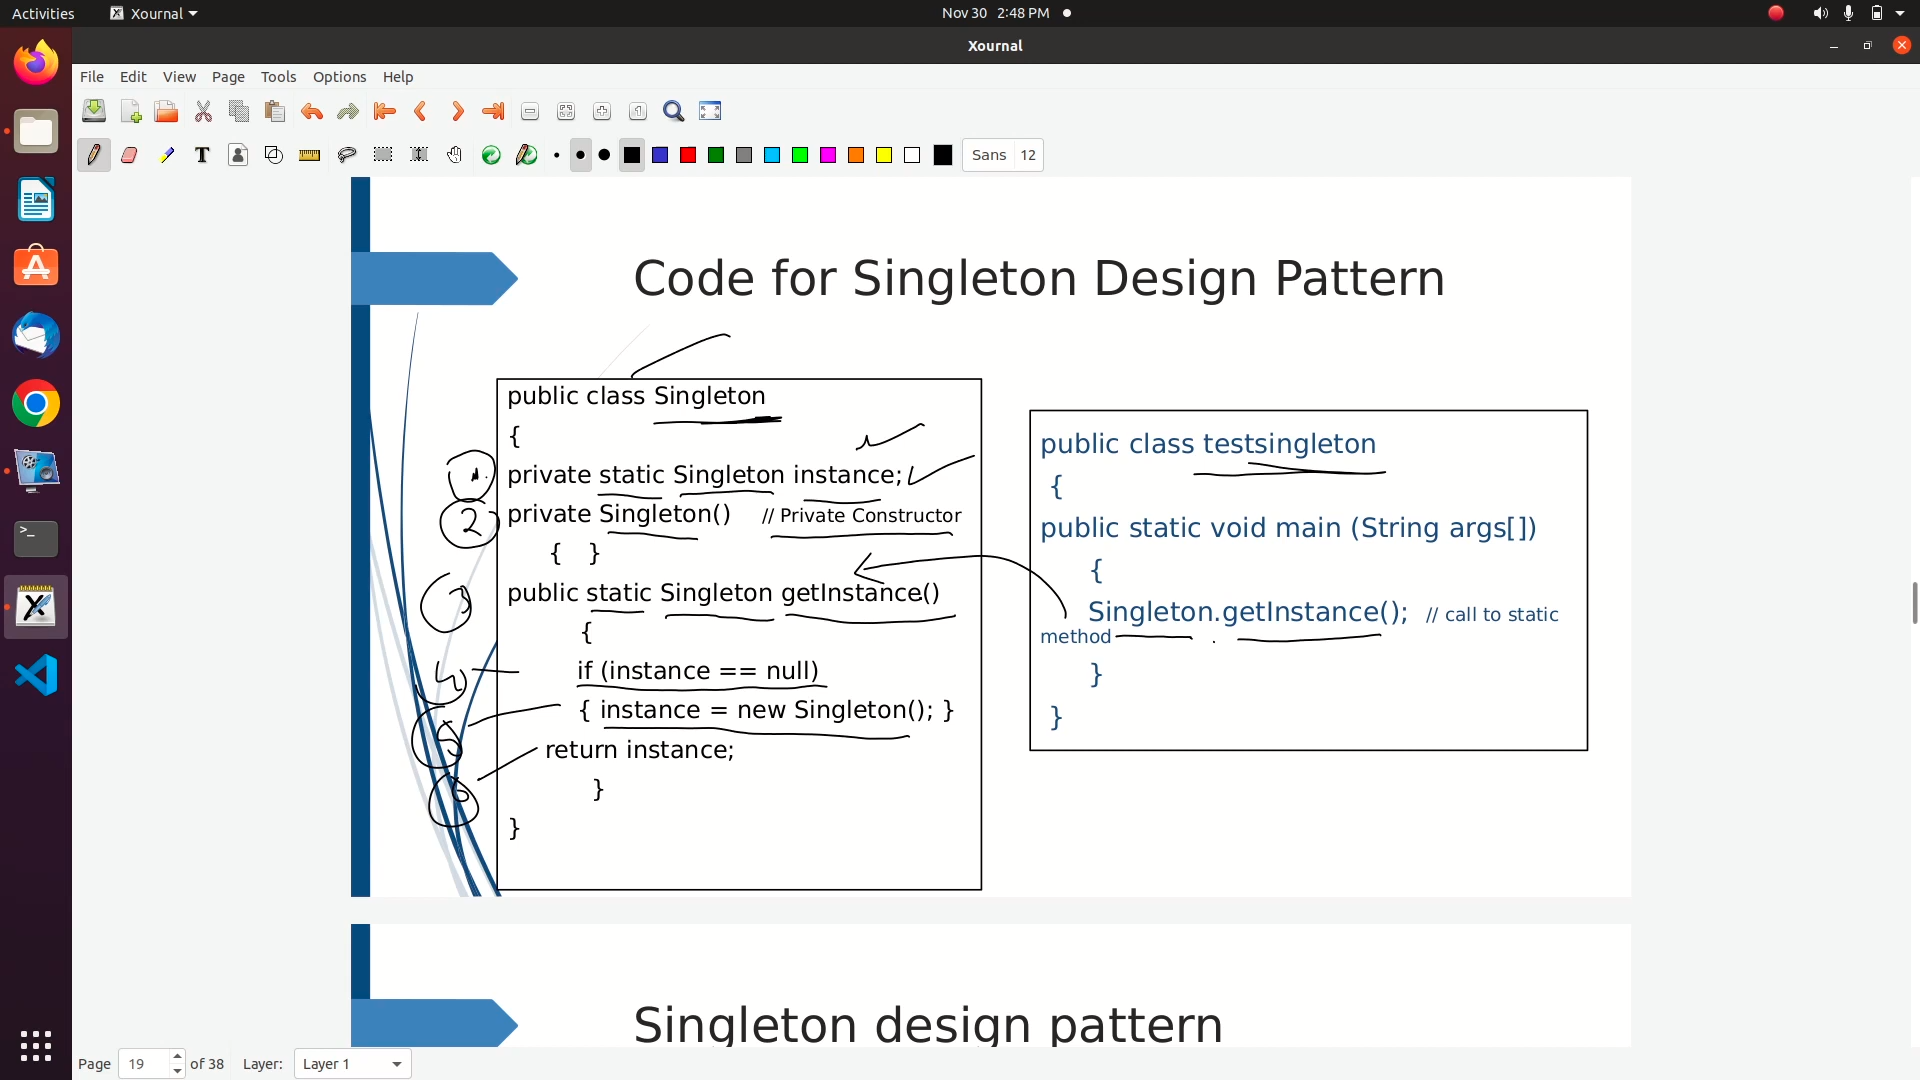 Activities
Xournal
Nov 30 2:48 PM
Xournal
File Edit View Page Tools Options Help
Sans 12
Code for Singleton Design Pattern
public class Singleton
{
1 private static Singleton instance;
2 private Singleton() // Private Constructor
{ }
3 public static Singleton getInstance()
{
4 if (instance == null)
5 { instance = new Singleton(); }
6 return instance;
}
}
public class testsingleton
{
public static void main (String args[])
{
Singleton.getInstance(); // call to static
method
}
}
Singleton design pattern
Page 19 of 38 Layer: Layer 1